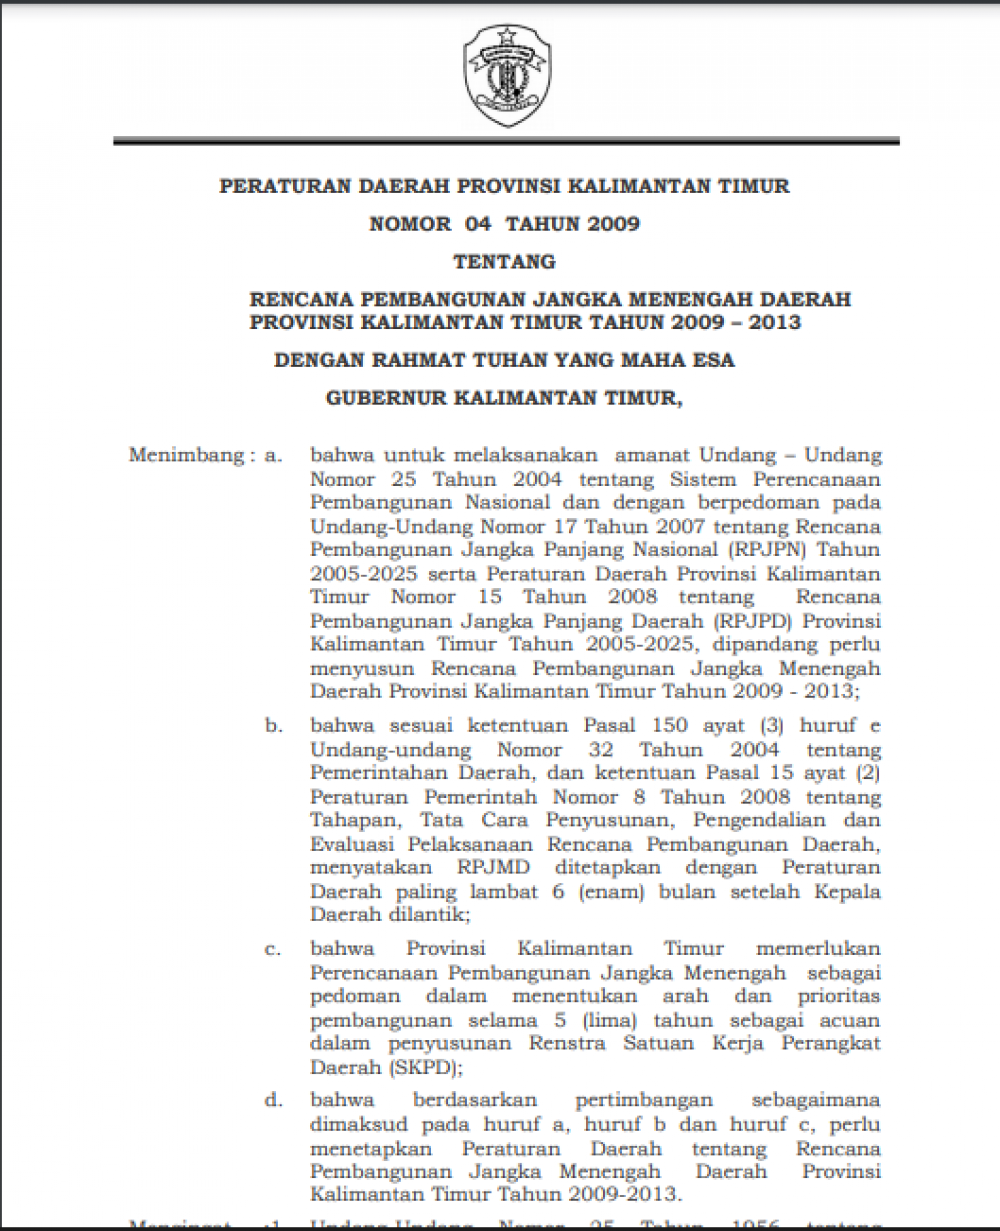 PERATURAN DAERAH PROVINSI KALIMANTAN TIMUR
NOMOR 04 TAHUN 2009
TENTANG
RENCANA PEMBANGUNAN JANGKA MENENGAH DAERAH
PROVINSI KALIMANTAN TIMUR TAHUN 2009 – 2013
DENGAN RAHMAT TUHAN YANG MAHA ESA
GUBERNUR KALIMANTAN TIMUR,
Menimbang : a. bahwa untuk melaksanakan amanat Undang – Undang
Nomor 25 Tahun 2004 tentang Sistem Perencanaan
Pembangunan Nasional dan dengan berpedoman pada
Undang-Undang Nomor 17 Tahun 2007 tentang Rencana
Pembangunan Jangka Panjang Nasional (RPJPN) Tahun
2005-2025 serta Peraturan Daerah Provinsi Kalimantan
Timur Nomor 15 Tahun 2008 tentang Rencana
Pembangunan Jangka Panjang Daerah (RPJPD) Provinsi
Kalimantan Timur Tahun 2005-2025, dipandang perlu
menyusun Rencana Pembangunan Jangka Menengah
Daerah Provinsi Kalimantan Timur Tahun 2009 - 2013;
b. bahwa sesuai ketentuan Pasal 150 ayat (3) huruf e
Undang-undang Nomor 32 Tahun 2004 tentang
Pemerintahan Daerah, dan ketentuan Pasal 15 ayat (2)
Peraturan Pemerintah Nomor 8 Tahun 2008 tentang
Tahapan, Tata Cara Penyusunan, Pengendalian dan
Evaluasi Pelaksanaan Rencana Pembangunan Daerah,
menyatakan RPJMD ditetapkan dengan Peraturan
Daerah paling lambat 6 (enam) bulan setelah Kepala
Daerah dilantik;
c. bahwa Provinsi Kalimantan Timur memerlukan
Perencanaan Pembangunan Jangka Menengah sebagai
pedoman dalam menentukan arah dan prioritas
pembangunan selama 5 (lima) tahun sebagai acuan
dalam penyusunan Renstra Satuan Kerja Perangkat
Daerah (SKPD);
d. bahwa berdasarkan pertimbangan sebagaimana
dimaksud pada huruf a, huruf b dan huruf c, perlu
menetapkan Peraturan Daerah tentang Rencana
Pembangunan Jangka Menengah Daerah Provinsi
Kalimantan Timur Tahun 2009-2013.
Mengingat :1. Undang-Undang Nomor 25 Tahun 1956 tentang